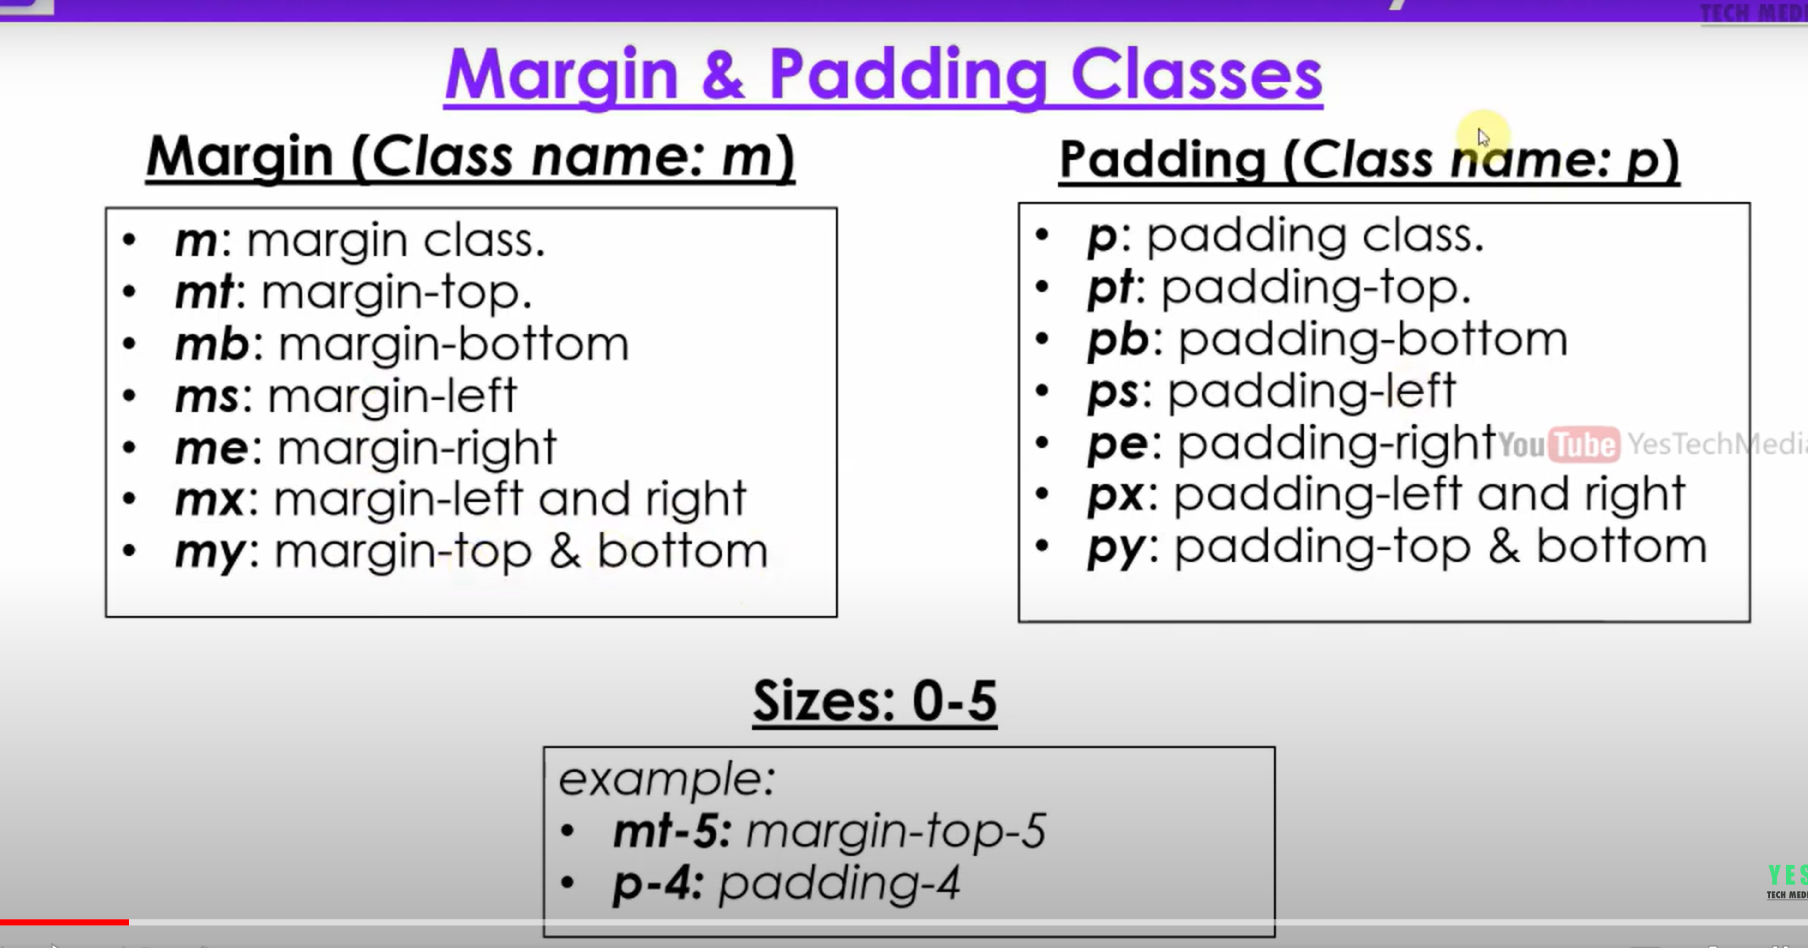 TECH MEDI
Margin & Padding Classes
Margin (Class name: m)
• m: margin class.
• mt: margin-top.
• mb: margin-bottom
• ms: margin-left
• me: margin-right
• mx: margin-left and right
• my: margin-top & bottom
Padding (Class name: p)
• p: padding class.
• pt: padding-top.
• pb: padding-bottom
• ps: padding-left
• pe: padding-right
• px: padding-left and right
• py: padding-top & bottom
YouTube YesTechMedia
Sizes: 0-5
example:
• mt-5: margin-top-5
• p-4: padding-4
YES
TECH MEDI